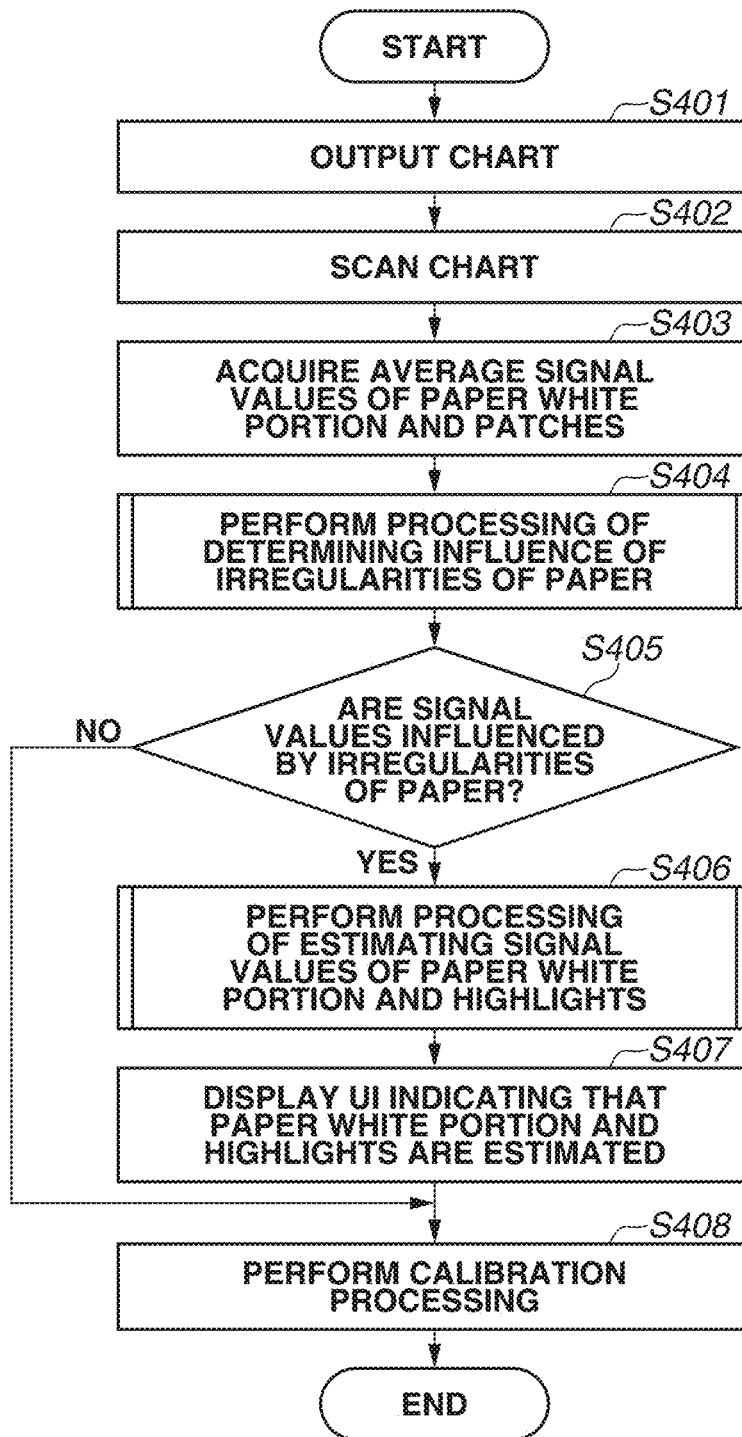 START
S401
OUTPUT CHART
S402
SCAN CHART
S403
ACQUIRE AVERAGE SIGNAL
VALUES OF PAPER WHITE
PORTION AND PATCHES
S404
PERFORM PROCESSING OF
DETERMINING INFLUENCE OF
IRREGULARITIES OF PAPER
S405
ARE SIGNAL
VALUES INFLUENCED
BY IRREGULARITIES
OF PAPER?
NO
YES
S406
PERFORM PROCESSING
OF ESTIMATING SIGNAL
VALUES OF PAPER WHITE
PORTION AND HIGHLIGHTS
S407
DISPLAY UI INDICATING THAT
PAPER WHITE PORTION AND
HIGHLIGHTS ARE ESTIMATED
S408
PERFORM CALIBRATION
PROCESSING
END